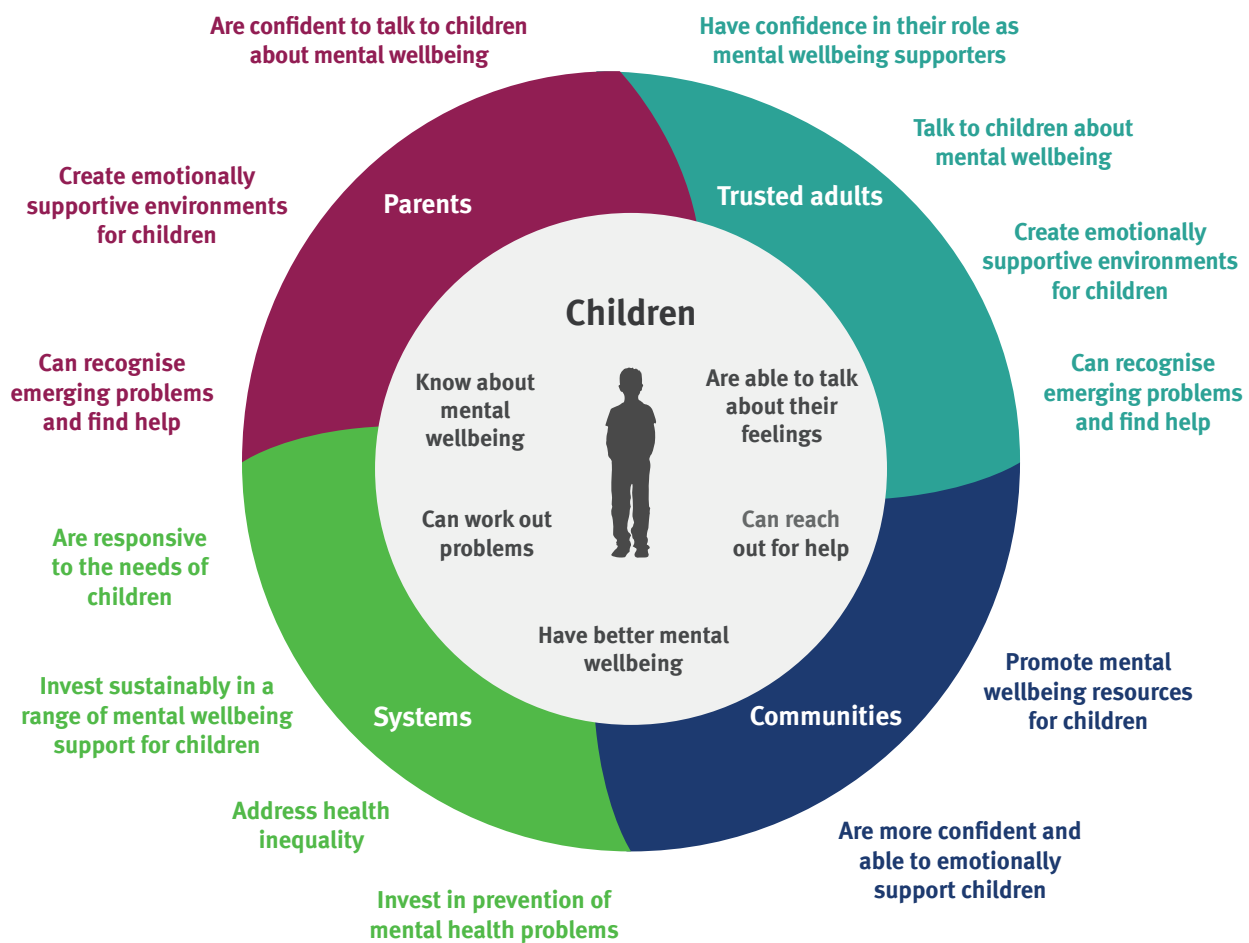 Are confident to talk to children
about mental wellbeing
Create emotionally
supportive environments
for children
Can recognise
emerging problems
and find help
Parents
Have confidence in their role as
mental wellbeing supporters
Talk to children about
mental wellbeing
Create emotionally
supportive environments
for children
Can recognise
emerging problems
and find help
Trusted adults
Children
Know about
mental
wellbeing
Are able to talk
about their
feelings
Can work out
problems
Can reach
out for help
Have better mental
wellbeing
Systems
Are responsive
to the needs of
children
Invest sustainably in a
range of mental wellbeing
support for children
Address health
inequality
Invest in prevention of
mental health problems
Communities
Promote mental
wellbeing resources
for children
Are more confident and
able to emotionally
support children